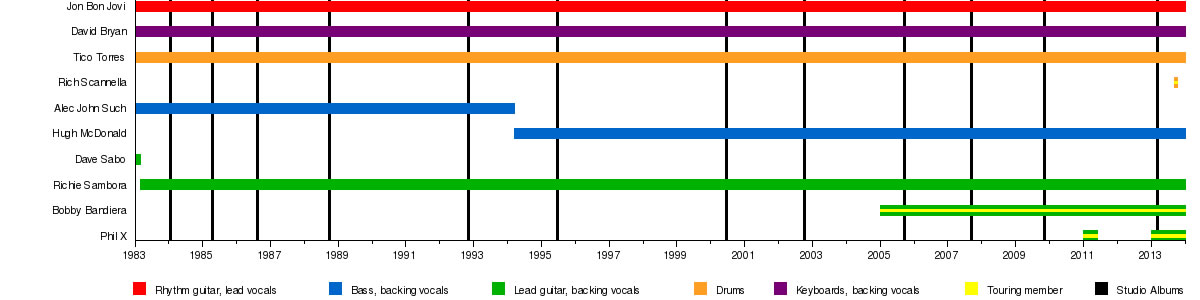 Jon Bon Jovi
David Bryan
Tico Torres
Rich Scannella
Alec John Such
Hugh McDonald
Dave Sabo
Richie Sambora
Bobby Bandiera
Phil X
1983 1985 1987 1989 1991 1993 1995 1997 1999 2001 2003 2005 2007 2009 2011 2013
Rhythm guitar, lead vocals Bass, backing vocals Lead guitar, backing vocals Drums Keyboards, backing vocals Touring member Studio Albums